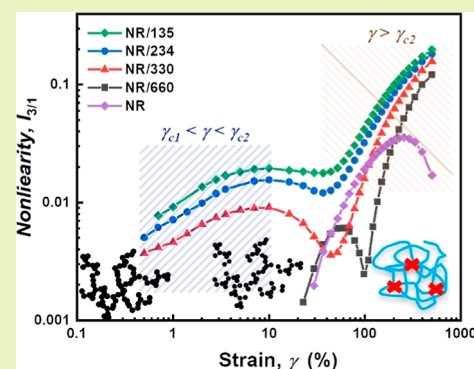 NR/135
NR/234
NR/330
NR/660
NR
γ > γc2
γc1 < γ < γc2
Nonliearity, I3/1
0.1
0.01
0.001
0.1
1
10
100
1000
Strain, γ (%)